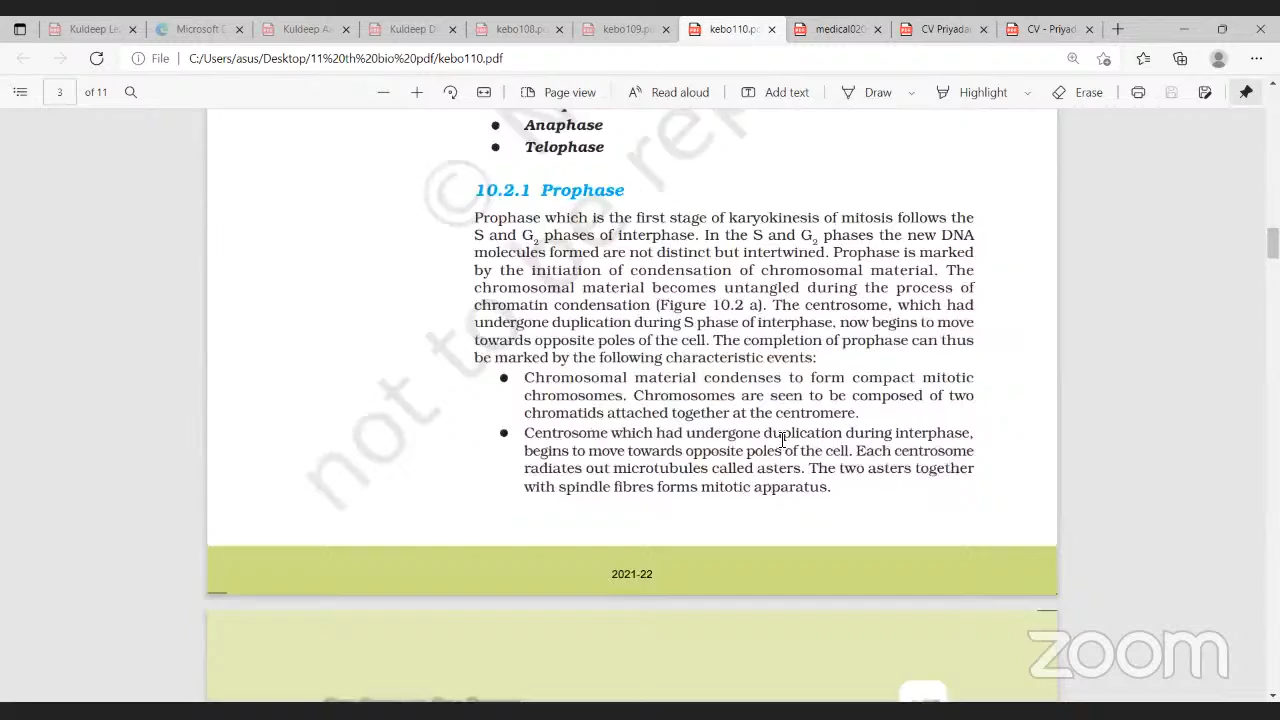 Kuldeep Le
Microsoft E
Kuldeep A
Kuldeep D
kebo108.p
kebo109.p
kebo110.p
medical02
CV Priyada
CV - Priyad
File
C:/Users/asus/Desktop/11%20th%20bio%20pdf/kebo110.pdf
3 of 11
Page view
Read aloud
Add text
Draw
Highlight
Erase
Anaphase
Telophase
10.2.1 Prophase
Prophase which is the first stage of karyokinesis of mitosis follows the
S and G2 phases of interphase. In the S and G2 phases the new DNA
molecules formed are not distinct but intertwined. Prophase is marked
by the initiation of condensation of chromosomal material. The
chromosomal material becomes untangled during the process of
chromatin condensation (Figure 10.2 a). The centrosome, which had
undergone duplication during S phase of interphase, now begins to move
towards opposite poles of the cell. The completion of prophase can thus
be marked by the following characteristic events:
Chromosomal material condenses to form compact mitotic
chromosomes. Chromosomes are seen to be composed of two
chromatids attached together at the centromere.
Centrosome which had undergone duplication during interphase,
begins to move towards opposite poles of the cell. Each centrosome
radiates out microtubules called asters. The two asters together
with spindle fibres forms mitotic apparatus.
not to be rep
©
2021-22
zoom